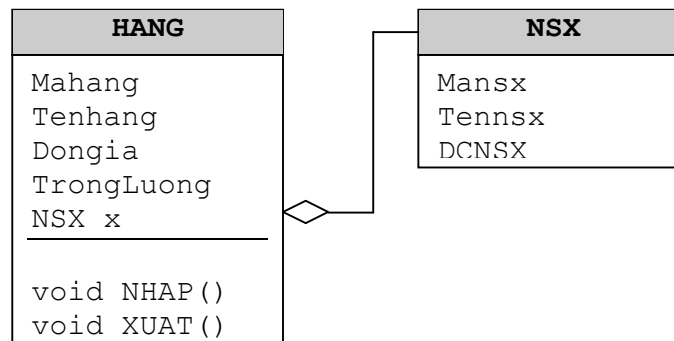 HANG
Mahang
Tenhang
Dongia
TrongLuong
NSX x
void NHAP()
void XUAT()
NSX
Mansx
Tennsx
DCNSX